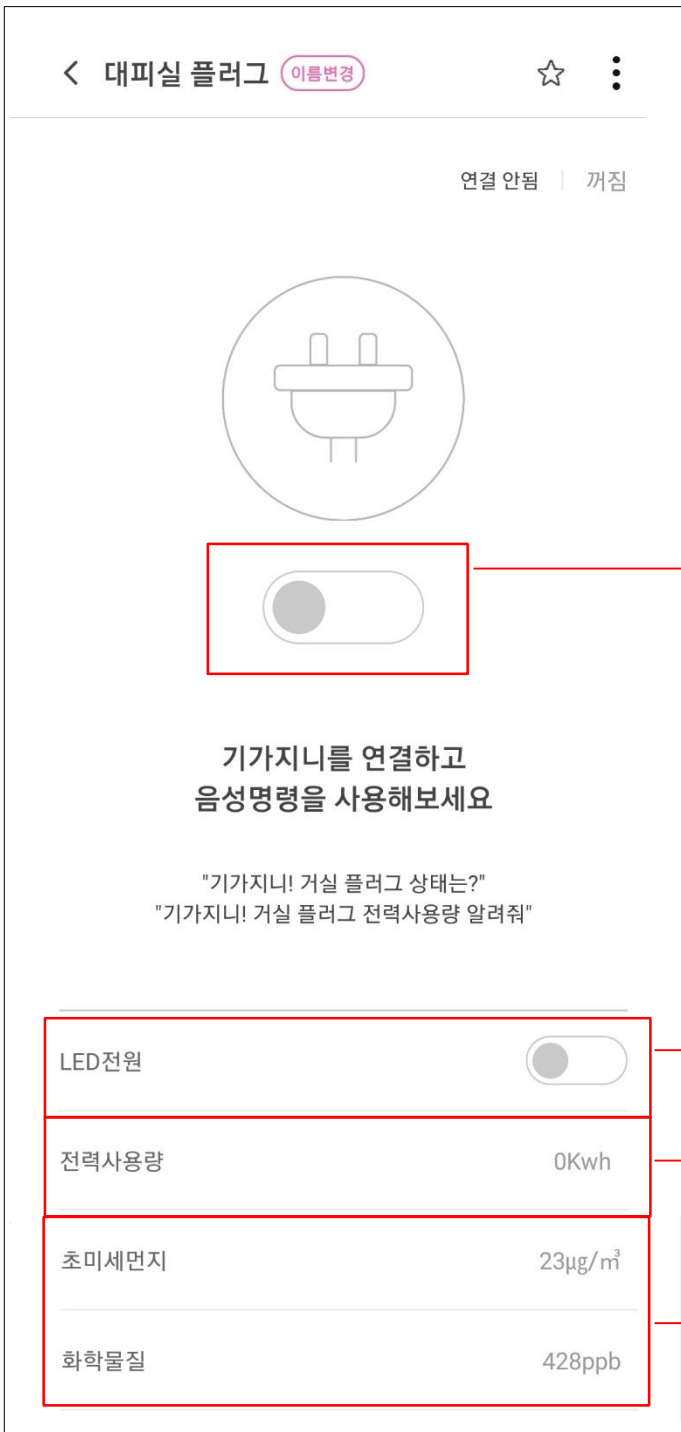 대피실 플러그 이름변경
연결 안됨 | 꺼짐
기가지니를 연결하고
음성명령을 사용해보세요
"기가지니! 거실 플러그 상태는?"
"기가지니! 거실 플러그 전력사용량 알려줘"
LED전원
전력사용량 0Kwh
초미세먼지 23㎍/㎥
화학물질 428ppb